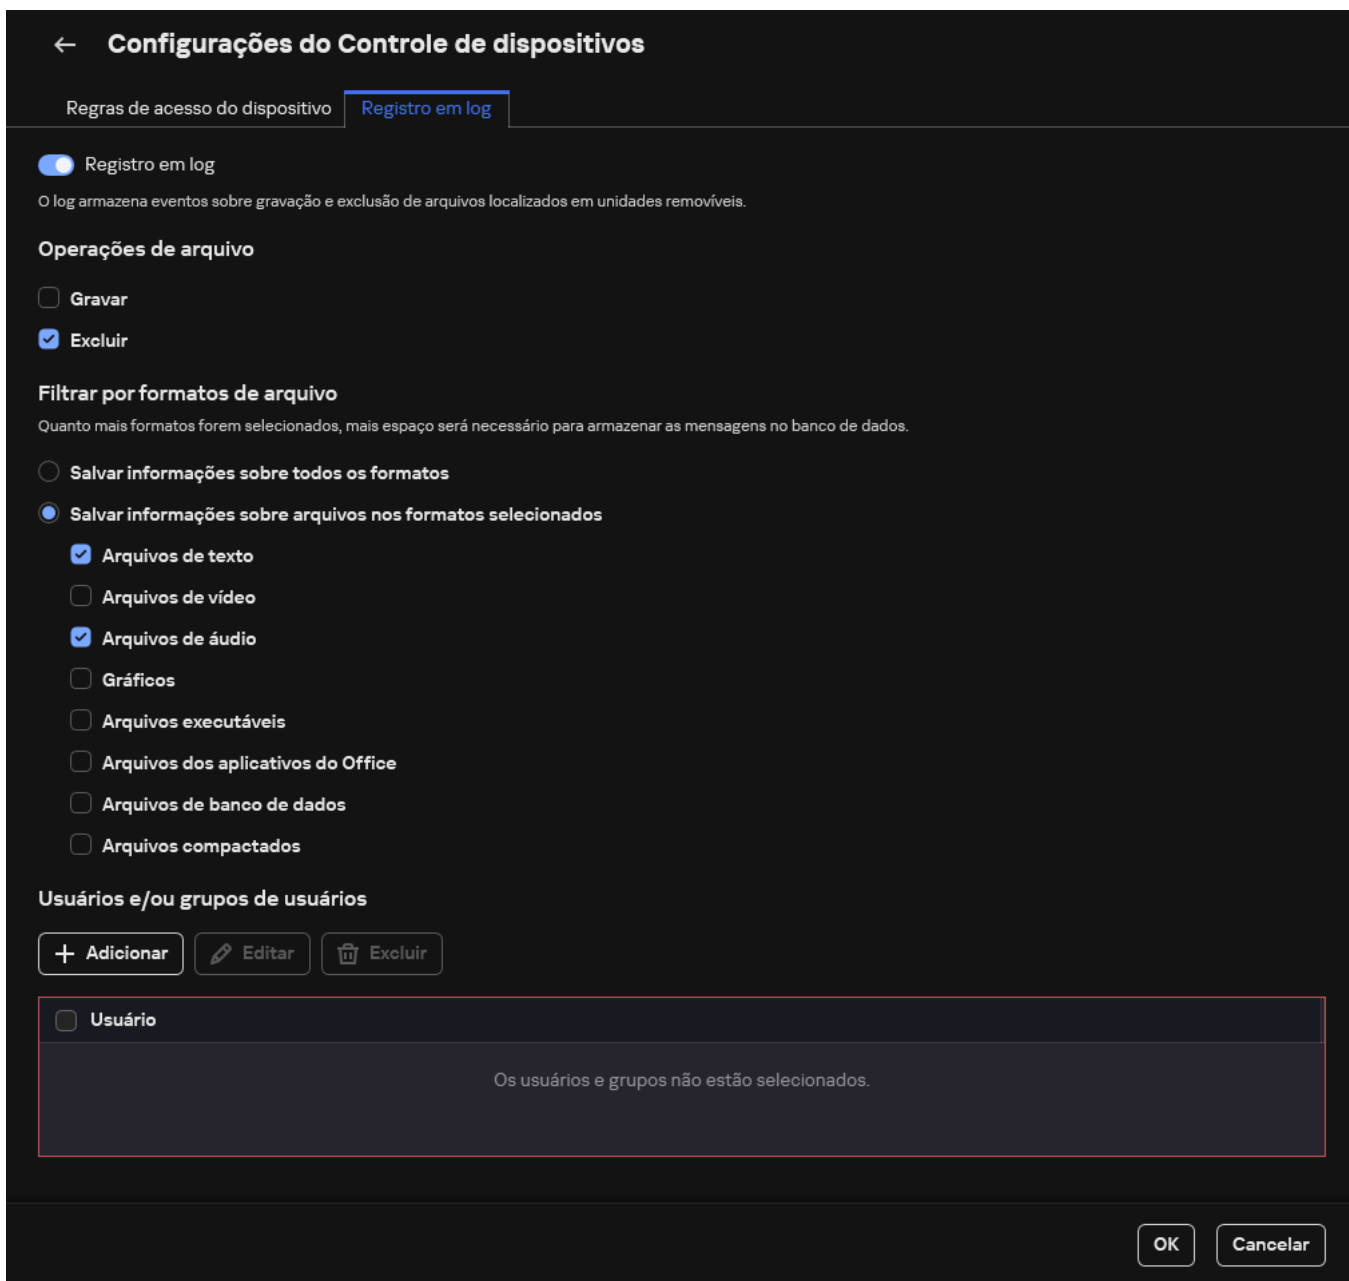 Configurações do Controle de dispositivos
Regras de acesso do dispositivo
Registro em log
Registro em log
O log armazena eventos sobre gravação e exclusão de arquivos localizados em unidades removíveis.
Operações de arquivo
Gravar
Excluir
Filtrar por formatos de arquivo
Quanto mais formatos forem selecionados, mais espaço será necessário para armazenar as mensagens no banco de dados.
Salvar informações sobre todos os formatos
Salvar informações sobre arquivos nos formatos selecionados
Arquivos de texto
Arquivos de vídeo
Arquivos de áudio
Gráficos
Arquivos executáveis
Arquivos dos aplicativos do Office
Arquivos de banco de dados
Arquivos compactados
Usuários e/ou grupos de usuários
Adicionar
Editar
Excluir
Usuário
Os usuários e grupos não estão selecionados.
OK
Cancelar